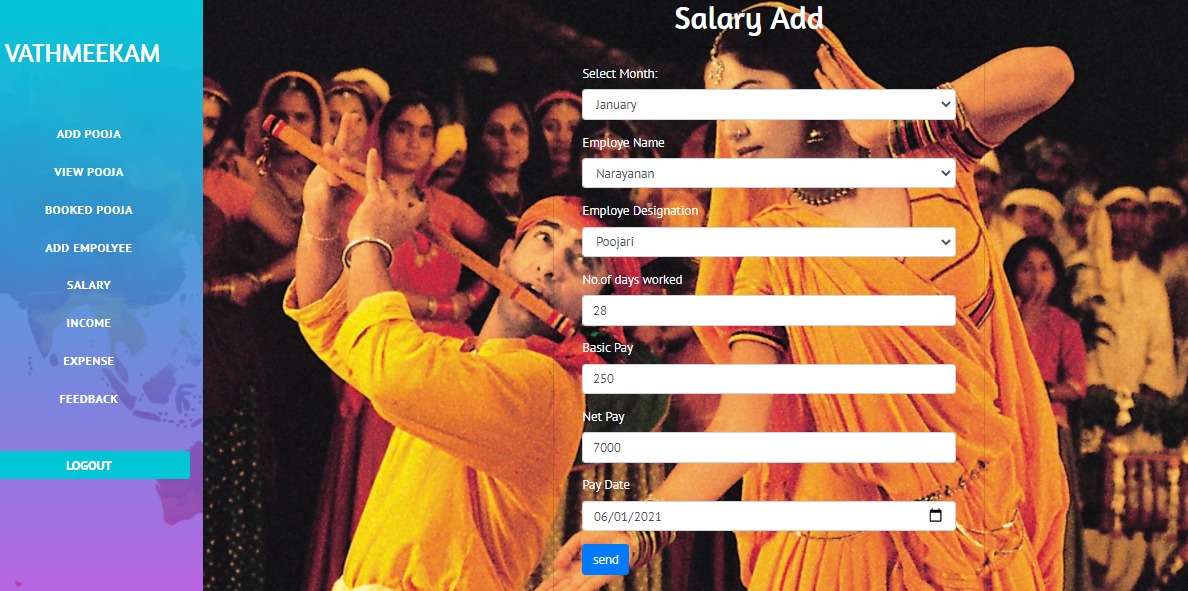 VATHMEEKAM
ADD POOJA
VIEW POOJA
BOOKED POOJA
ADD EMPOLYEE
SALARY
INCOME
EXPENSE
FEEDBACK
LOGOUT
Salary Add
Select Month:
January
Employe Name
Narayanan
Employe Designation
Poojari
No.of days worked
28
Basic Pay
250
Net Pay
7000
Pay Date
06/01/2021
send